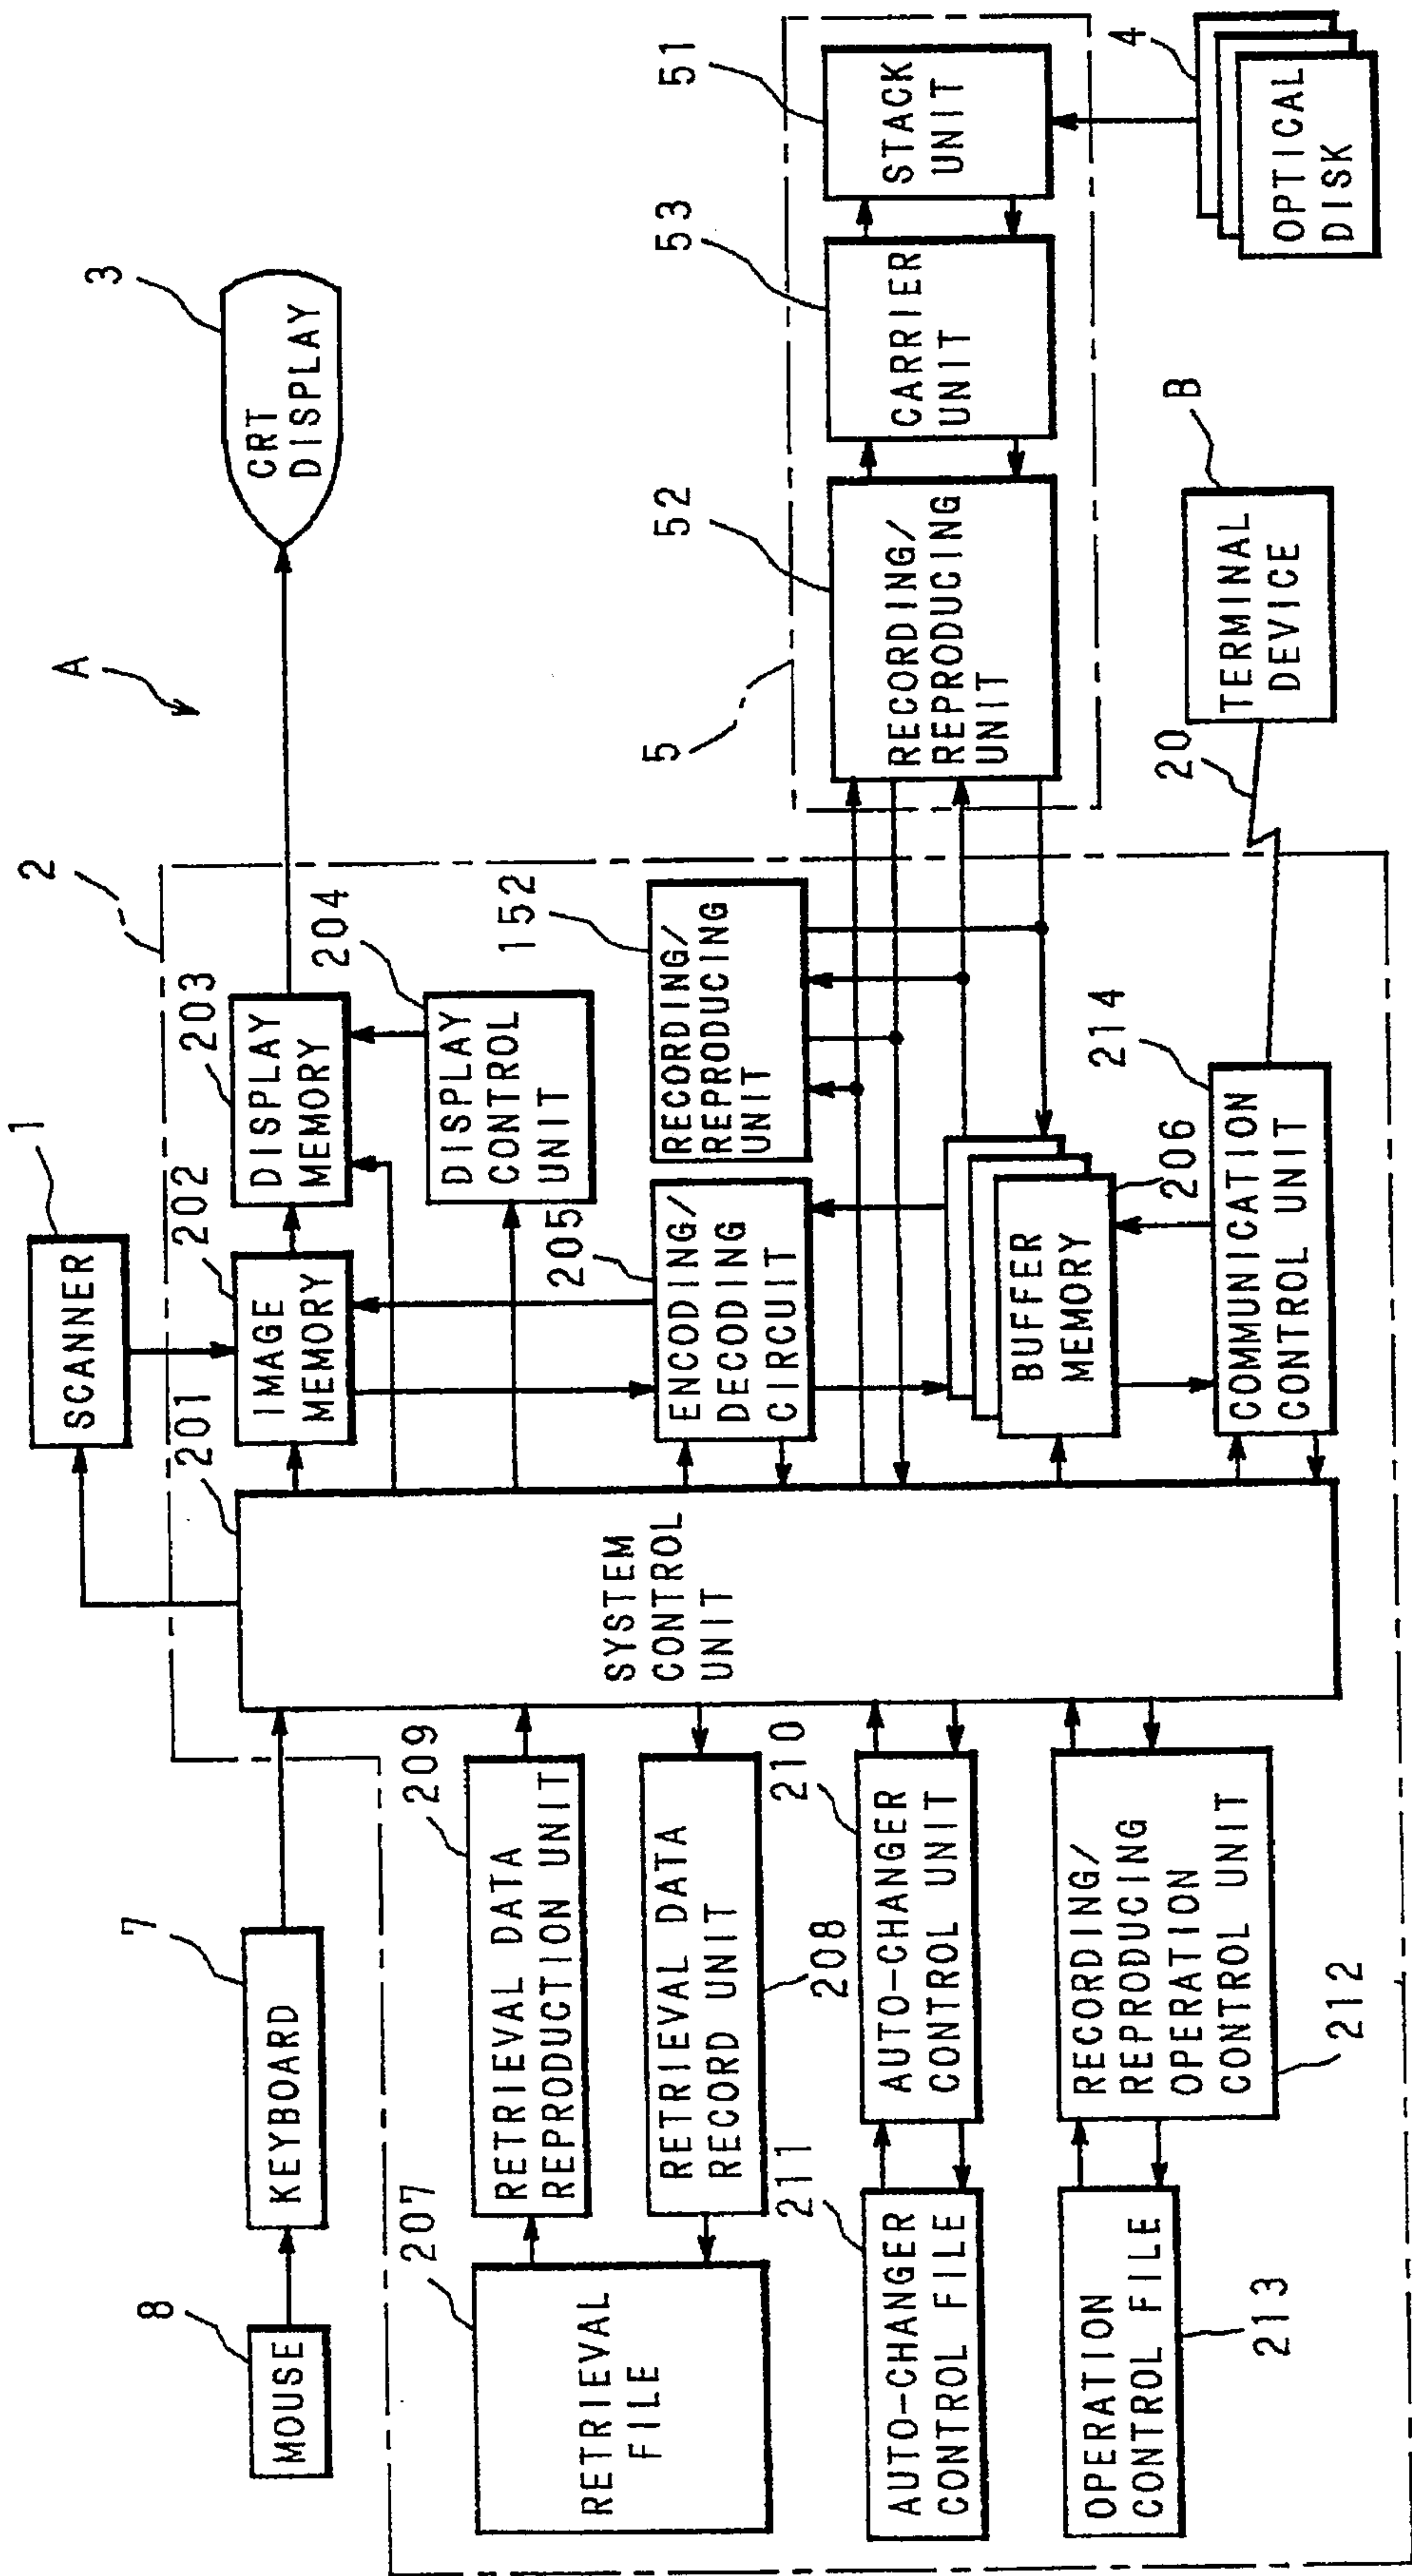 A
1
SCANNER
2
3
CRT
DISPLAY
8
MOUSE
7
KEYBOARD
201
SYSTEM
CONTROL
UNIT
202
IMAGE
MEMORY
203
DISPLAY
MEMORY
204
DISPLAY
CONTROL
UNIT
207
RETRIEVAL
FILE
209
RETRIEVAL DATA
REPRODUCTION UNIT
RETRIEVAL DATA
RECORD UNIT
208
205
ENCODING/
DECODING
CIRCUIT
152
RECORDING/
REPRODUCING
UNIT
5
52
RECORDING/
REPRODUCING
UNIT
53
CARRIER
UNIT
51
STACK
UNIT
4
OPTICAL
DISK
211
AUTO-CHANGER
CONTROL FILE
210
AUTO-CHANGER
CONTROL UNIT
BUFFER
MEMORY
206
OPERATION
CONTROL FILE
213
RECORDING/
REPRODUCING
OPERATION
CONTROL UNIT
212
214
COMMUNICATION
CONTROL UNIT
20
B
TERMINAL
DEVICE